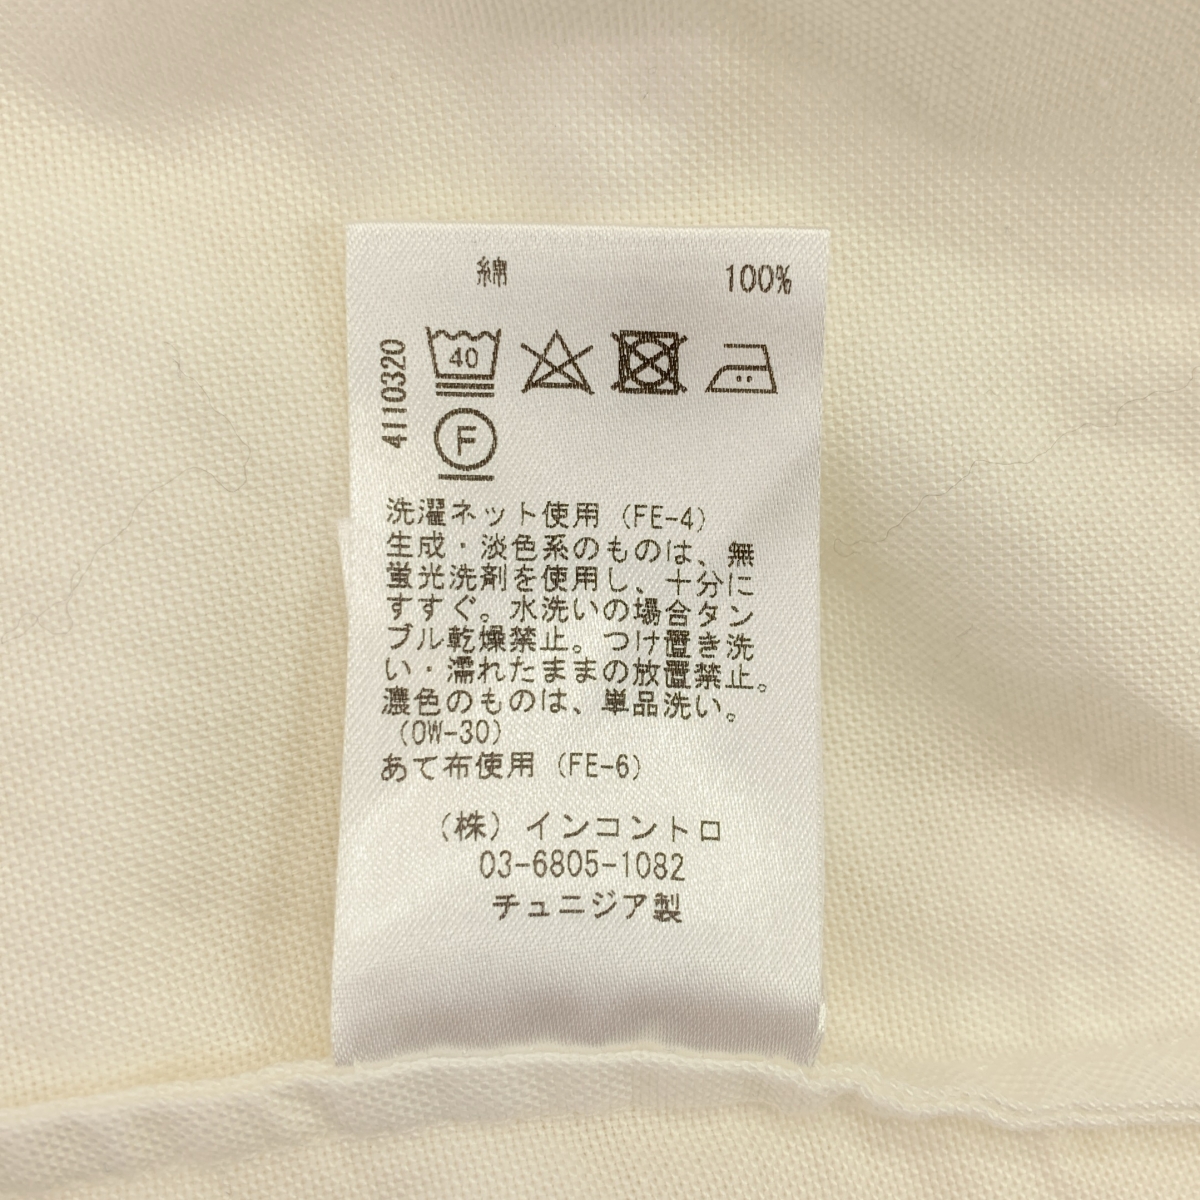 綿 100%
4110320
40
F
洗濯ネット使用（FE-4）
生成・淡色系のものは、無
蛍光洗剤を使用し、十分に
すすぐ。水洗いの場合タン
ブル乾燥禁止。つけ置き洗
い・濡れたままの放置禁止。
濃色のものは、単品洗い。
（OW-30）
あて布使用（FE-6）
（株）インコントロ
03-6805-1082
チュニジア製